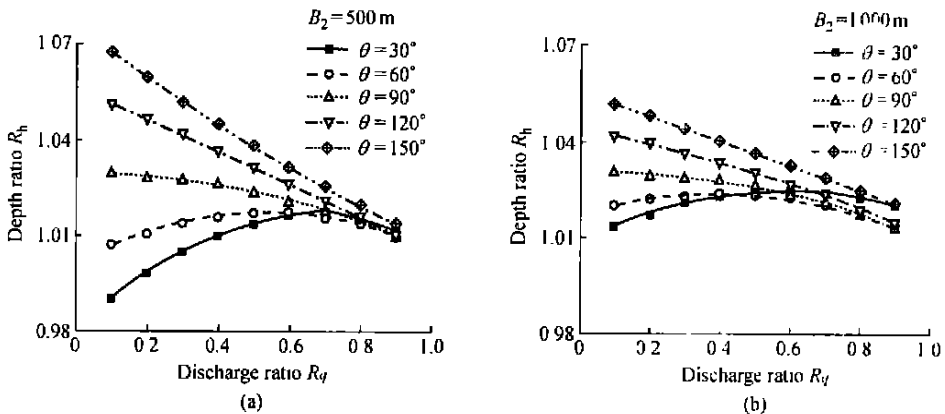 B₂ = 500 m
θ = 30°
θ = 60°
θ = 90°
θ = 120°
θ = 150°
Depth ratio Rh
1 07
1.04
1.01
0.98
0 0 2 0.4 0.6 0.8 1.0
Discharge ratio Rq
(a)
B₂ = 1 000 m
θ = 30°
θ = 60°
θ = 90°
θ = 120°
θ = 150°
Depth ratio Rh
1.07
1 04
1.01
0 98
0 0 2 0.4 0.6 0.8 1.0
Discharge ratio Rq
(b)